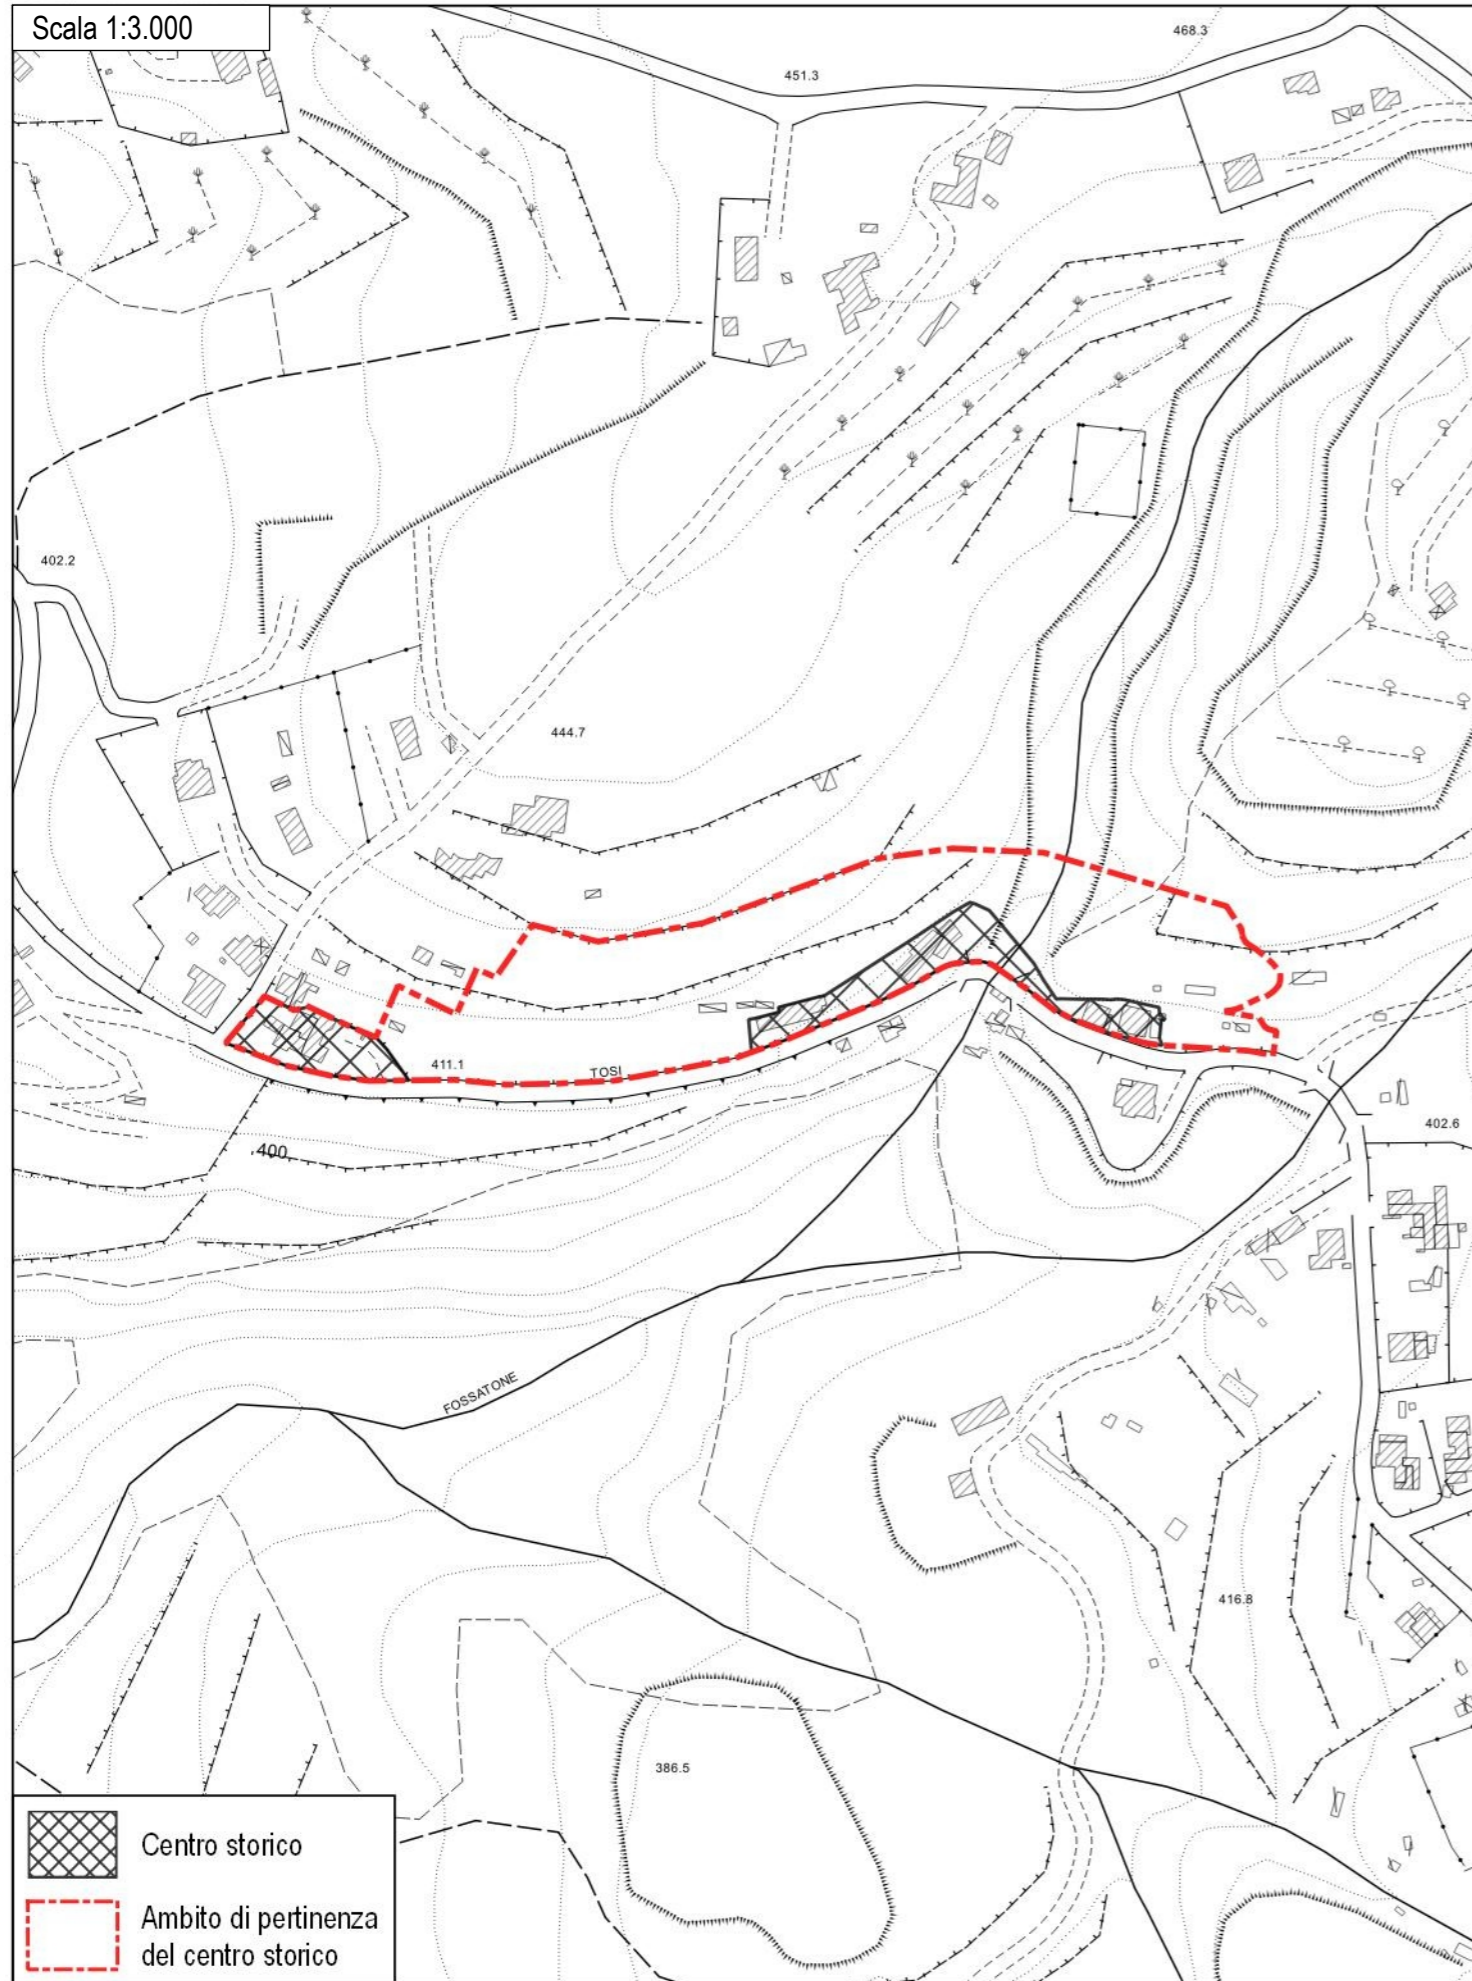 Scala 1:3.000
468.3
451.3
402.2
444.7
411.1
TOSI
402.6
400
FOSSATONE
416.8
386.5
Centro storico
Ambito di pertinenza
del centro storico